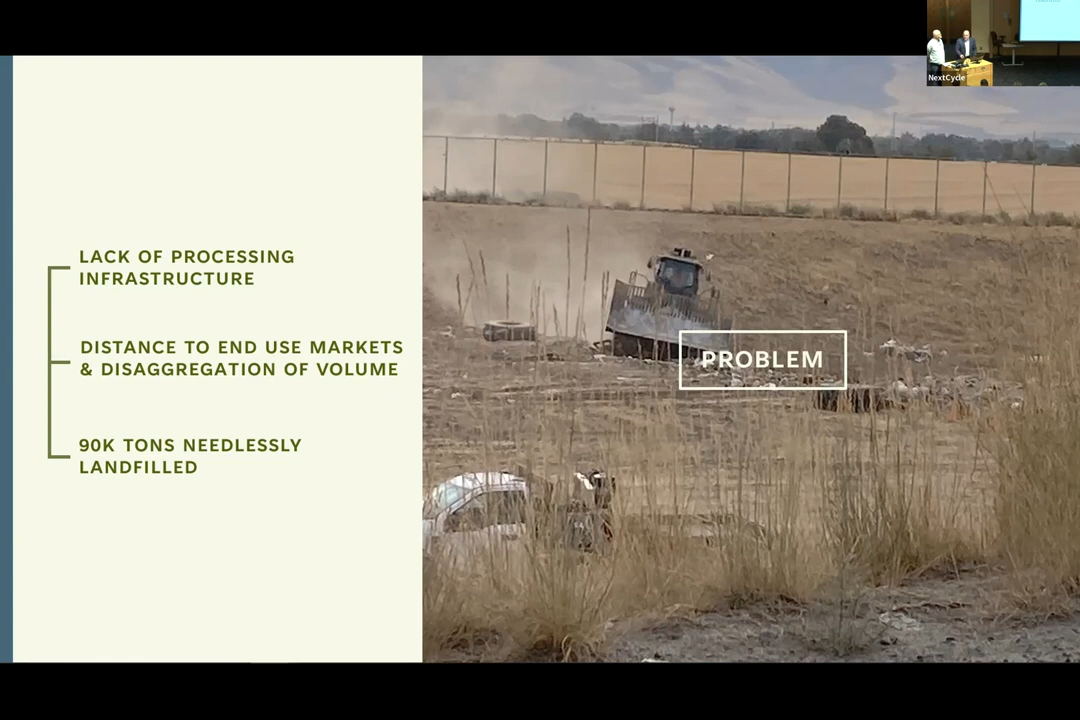 LACK OF PROCESSING
INFRASTRUCTURE
DISTANCE TO END USE MARKETS
& DISAGGREGATION OF VOLUME
90K TONS NEEDLESSLY
LANDFILLED
PROBLEM
NextCycle